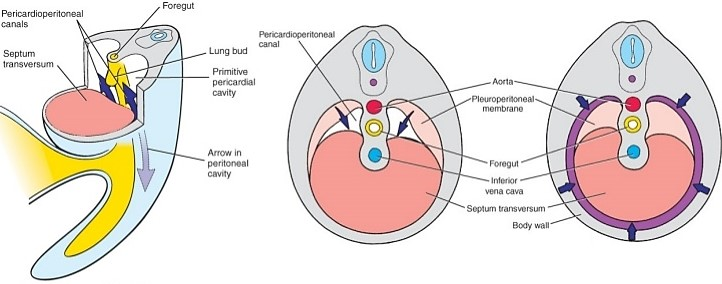 Pericardioperitoneal
canals
Foregut
Septum
transversum
Lung bud
Primitive
pericardial
cavity
Arrow in
peritoneal
cavity
Pericardioperitoneal
canal
Aorta
Pleuroperitoneal
membrane
Foregut
Inferior
vena cava
Septum transversum
Body wall